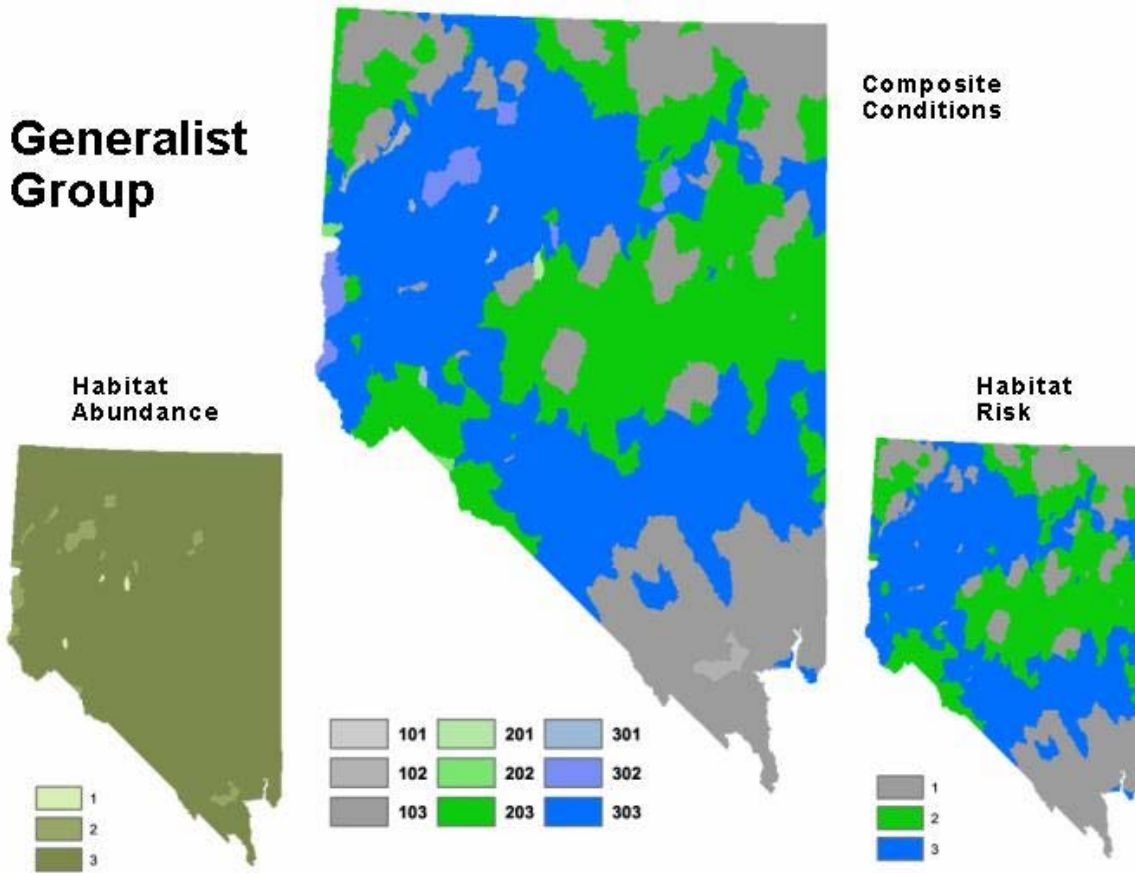 Generalist
Group
Composite
Conditions
Habitat
Abundance
Habitat
Risk
1
2
3
101 201 301
102 202 302
103 203 303
1
2
3